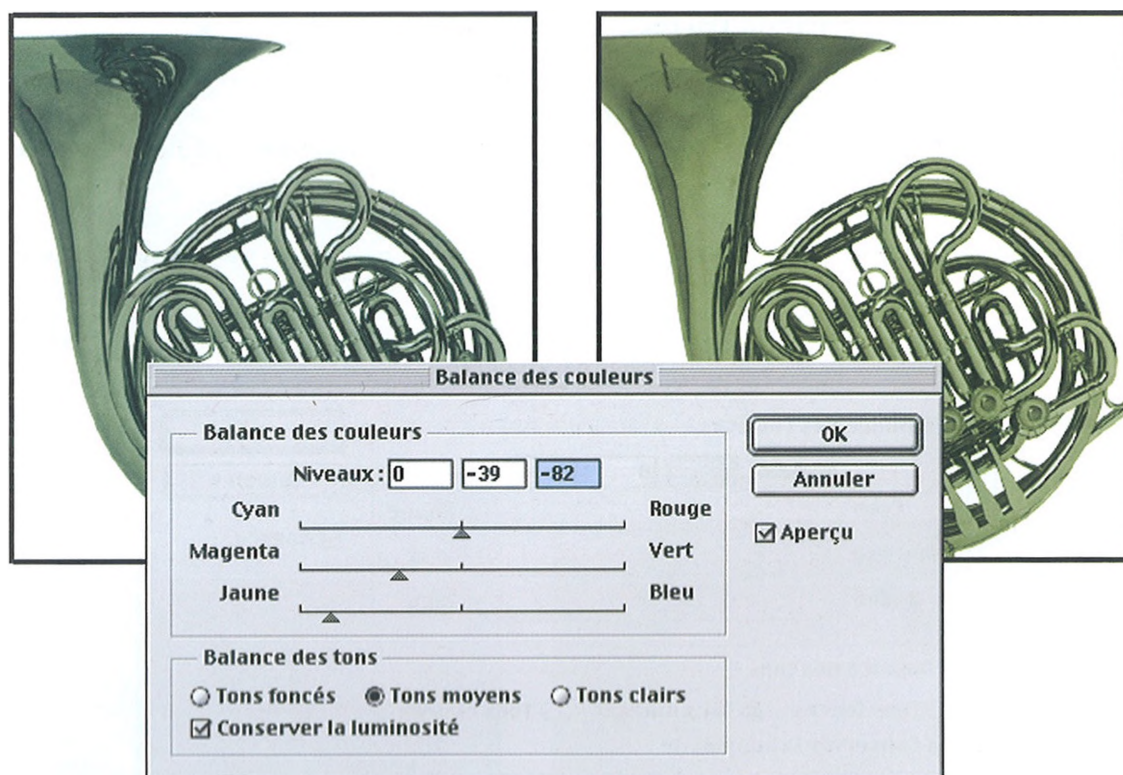 Balance des couleurs
Balance des couleurs
Niveaux : 0 -39 -82
Cyan Rouge
Magenta Vert
Jaune Bleu
OK
Annuler
Aperçu
Balance des tons
Tons foncés Tons moyens Tons clairs
Conserver la luminosité